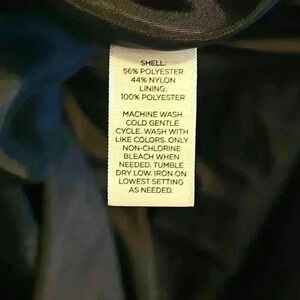 SHELL:
56% POLYESTER
44% NYLON
LINING:
100% POLYESTER
MACHINE WASH
COLD GENTLE
CYCLE. WASH WITH
LIKE COLORS. ONLY
NON-CHLORINE
BLEACH WHEN
NEEDED. TUMBLE
DRY LOW. IRON ON
LOWEST SETTING
AS NEEDED.